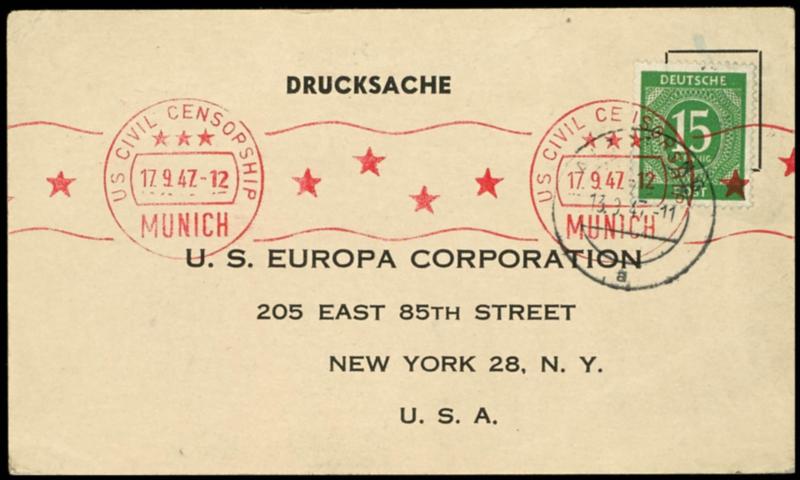 DRUCKSACHE
DEUTSCHE
15
US CIVIL CENSORSHIP
17.9.47.-12
MUNICH
US CIVIL CE
17.9.47.-12
MUNICH
U. S. EUROPA CORPORATION
205 EAST 85TH STREET
NEW YORK 28, N. Y.
U. S. A.
a